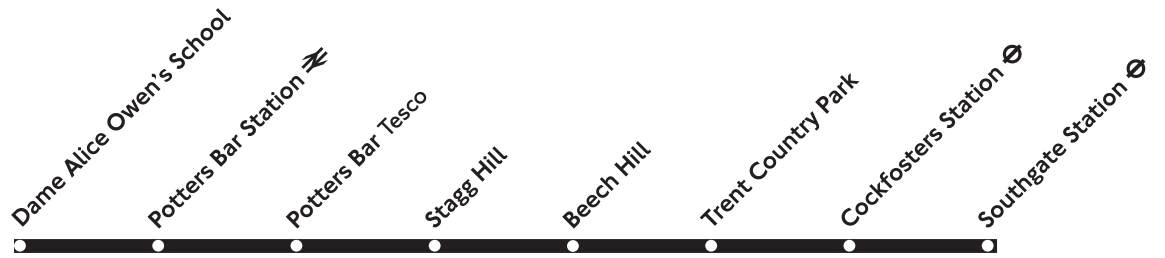 Dame Alice Owen's School
Potters Bar Station
Potters Bar Tesco
Stagg Hill
Beech Hill
Trent Country Park
Cockfosters Station
Southgate Station